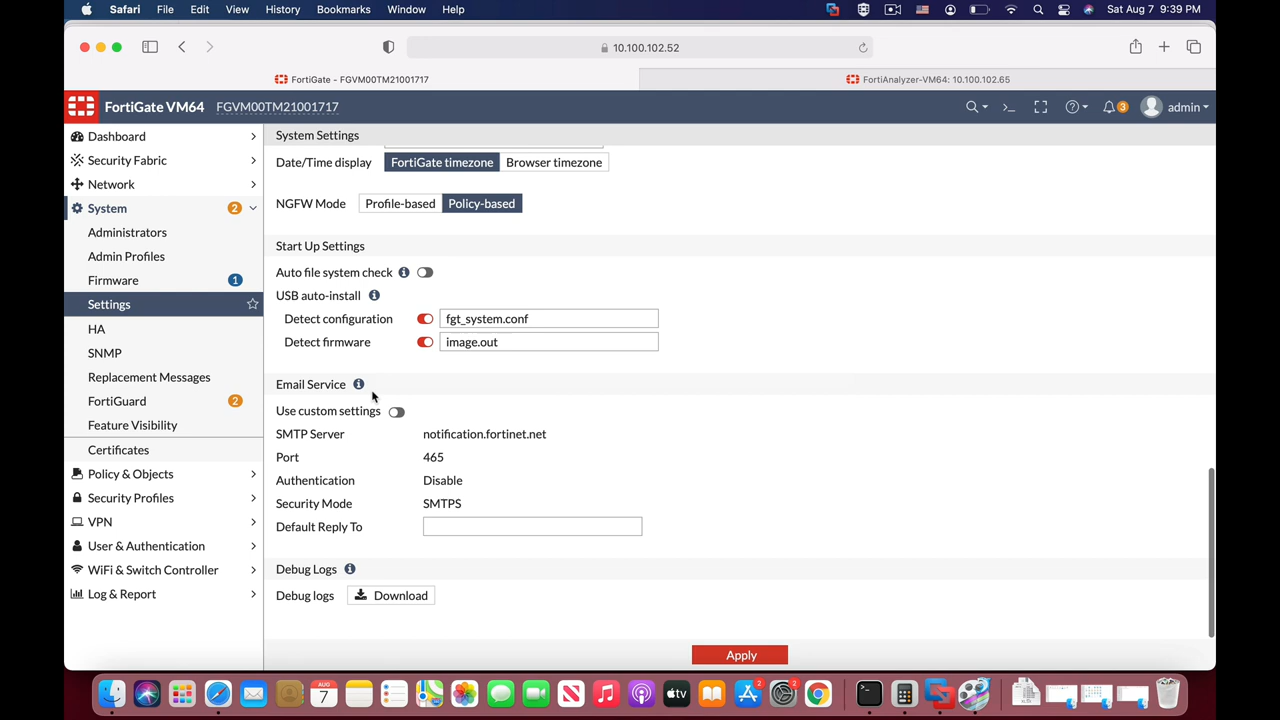 Safari File Edit View History Bookmarks Window Help Sat Aug 7 9:39 PM
10.100.102.52
FortiGate - FGVM00TM21001717 FortiAnalyzer-VM64: 10.100.102.65
FortiGate VM64 FGVM00TM21001717 3 admin
Dashboard
Security Fabric
Network
System 2
Administrators
Admin Profiles
Firmware 1
Settings
HA
SNMP
Replacement Messages
FortiGuard 2
Feature Visibility
Certificates
Policy & Objects
Security Profiles
VPN
User & Authentication
WiFi & Switch Controller
Log & Report
System Settings
Date/Time display FortiGate timezone Browser timezone
NGFW Mode Profile-based Policy-based
Start Up Settings
Auto file system check
USB auto-install
Detect configuration fgt_system.conf
Detect firmware image.out
Email Service
Use custom settings
SMTP Server notification.fortinet.net
Port 465
Authentication Disable
Security Mode SMTPS
Default Reply To
Debug Logs
Debug logs Download
Apply
AUG
7
tv
2
2